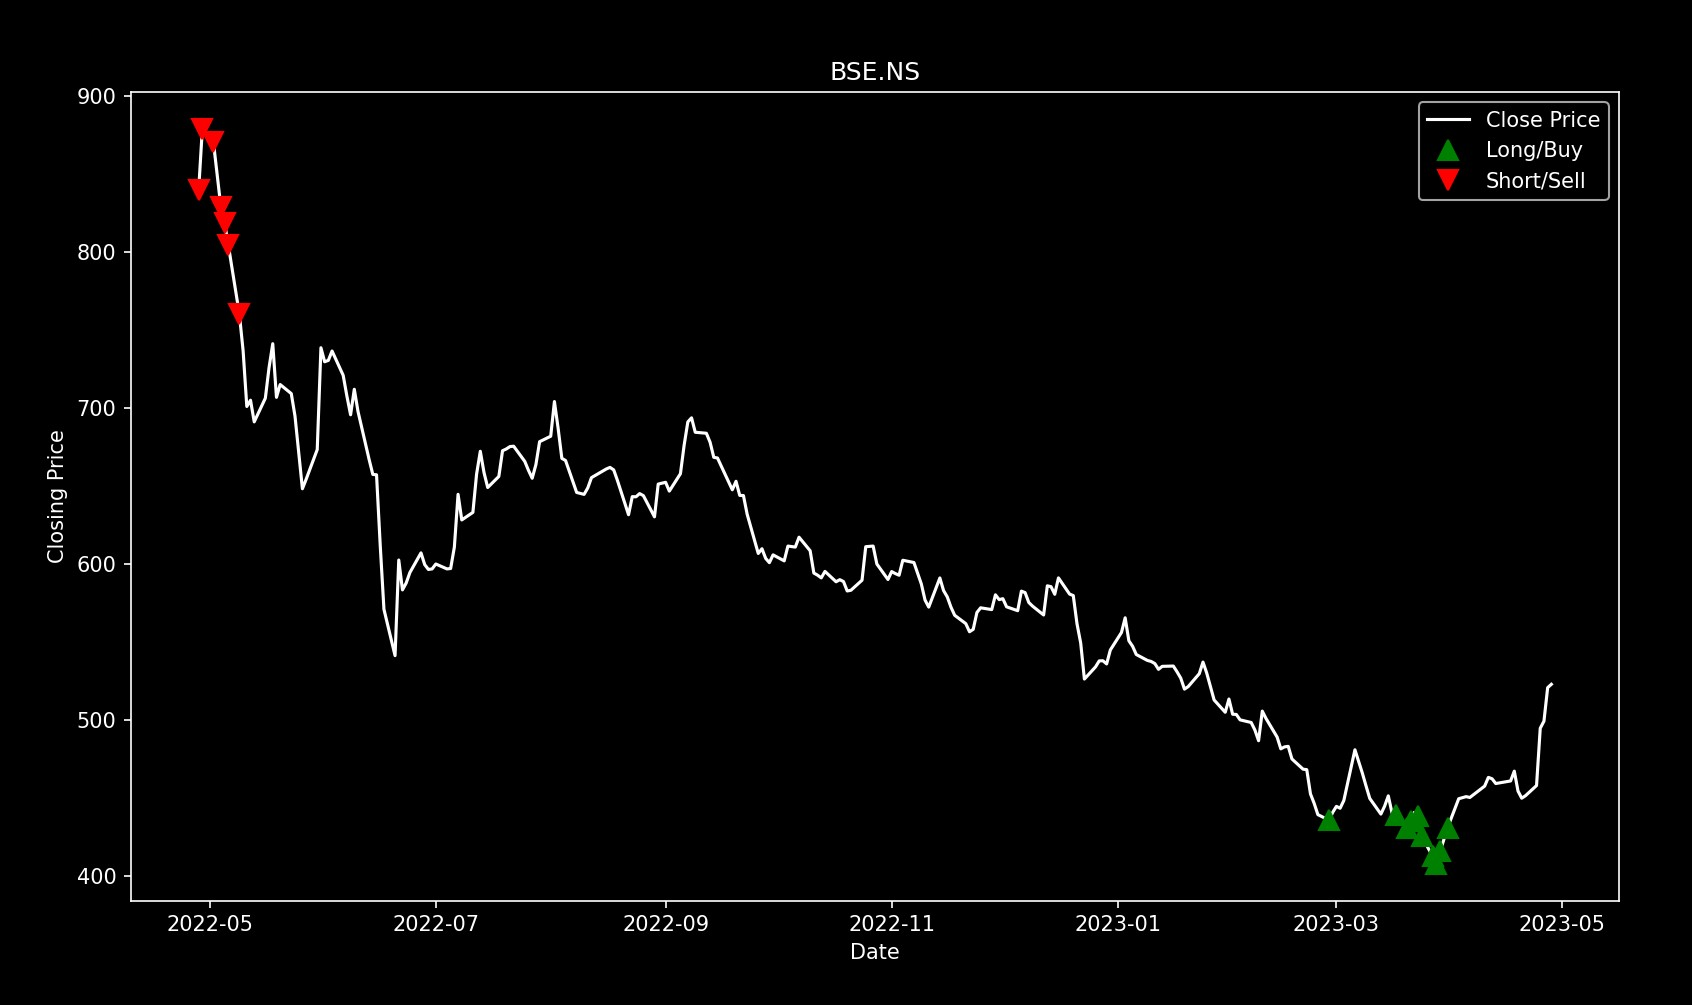 BSE.NS
Close Price
Long/Buy
Short/Sell
900
800
700
600
500
400
Closing Price
2022-05
2022-07
2022-09
2022-11
2023-01
2023-03
2023-05
Date